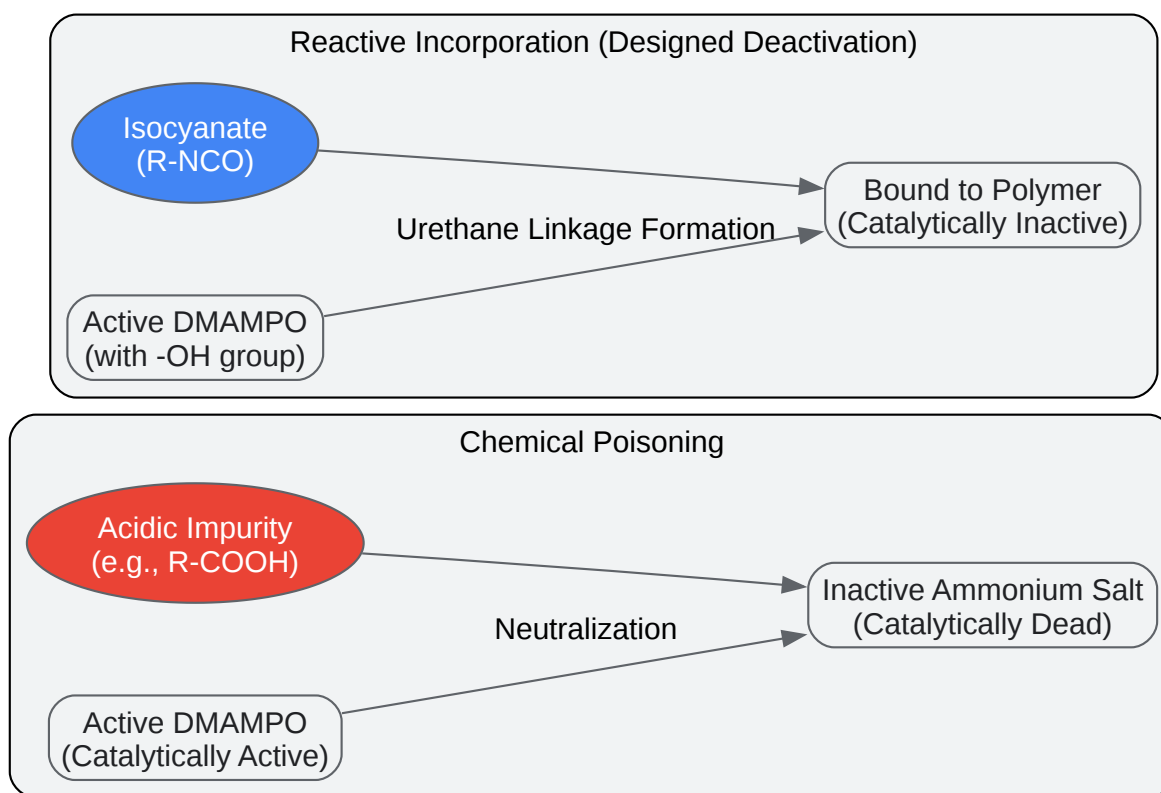 Reactive Incorporation (Designed Deactivation)
Isocyanate
(R-NCO)
Bound to Polymer
(Catalytically Inactive)
Urethane Linkage Formation
Active DMAMPO
(with -OH group)
Chemical Poisoning
Acidic Impurity
(e.g., R-COOH)
Inactive Ammonium Salt
(Catalytically Dead)
Neutralization
Active DMAMPO
(Catalytically Active)